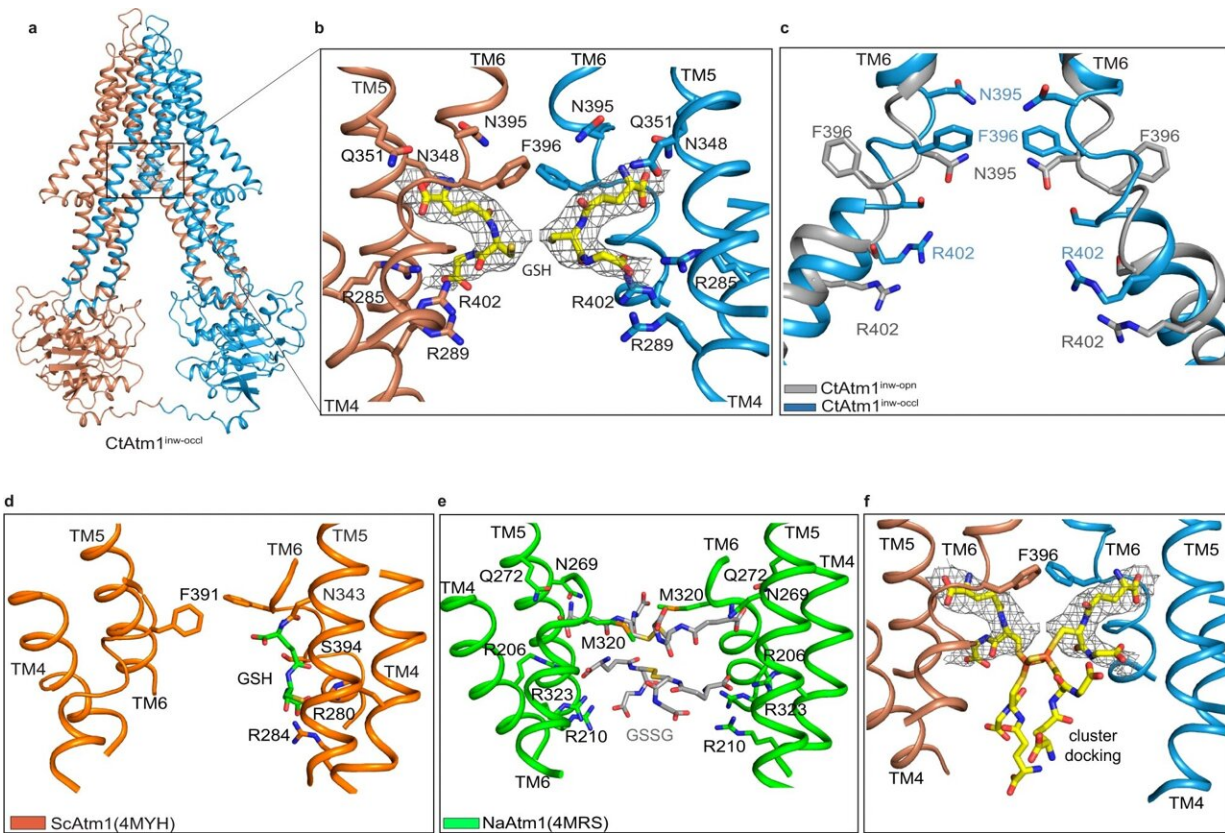 a
CtAtm1inw-occl
b
TM6
TM6
TM5
TM5
N395
N395
Q351
Q351
N348
F396
N348
GSH
R285
R402
R402
R285
R289
R289
TM4
TM4
c
TM6
TM6
N395
F396
F396
F396
N395
R402
R402
R402
R402
CtAtm1inw-opn
CtAtm1inw-occl
d
TM5
TM5
TM6
TM4
F391
N343
S394
TM4
GSH
TM4
TM6
R280
R284
ScAtm1(4MYH)
e
TM5
TM5
TM6
TM4
N269
Q272
Q272
N269
TM4
M320
M320
R206
R206
R323
R323
R210
GSSG
R210
TM6
NaAtm1(4MRS)
f
TM5
TM6
F396
TM6
TM5
cluster
docking
TM4
TM4